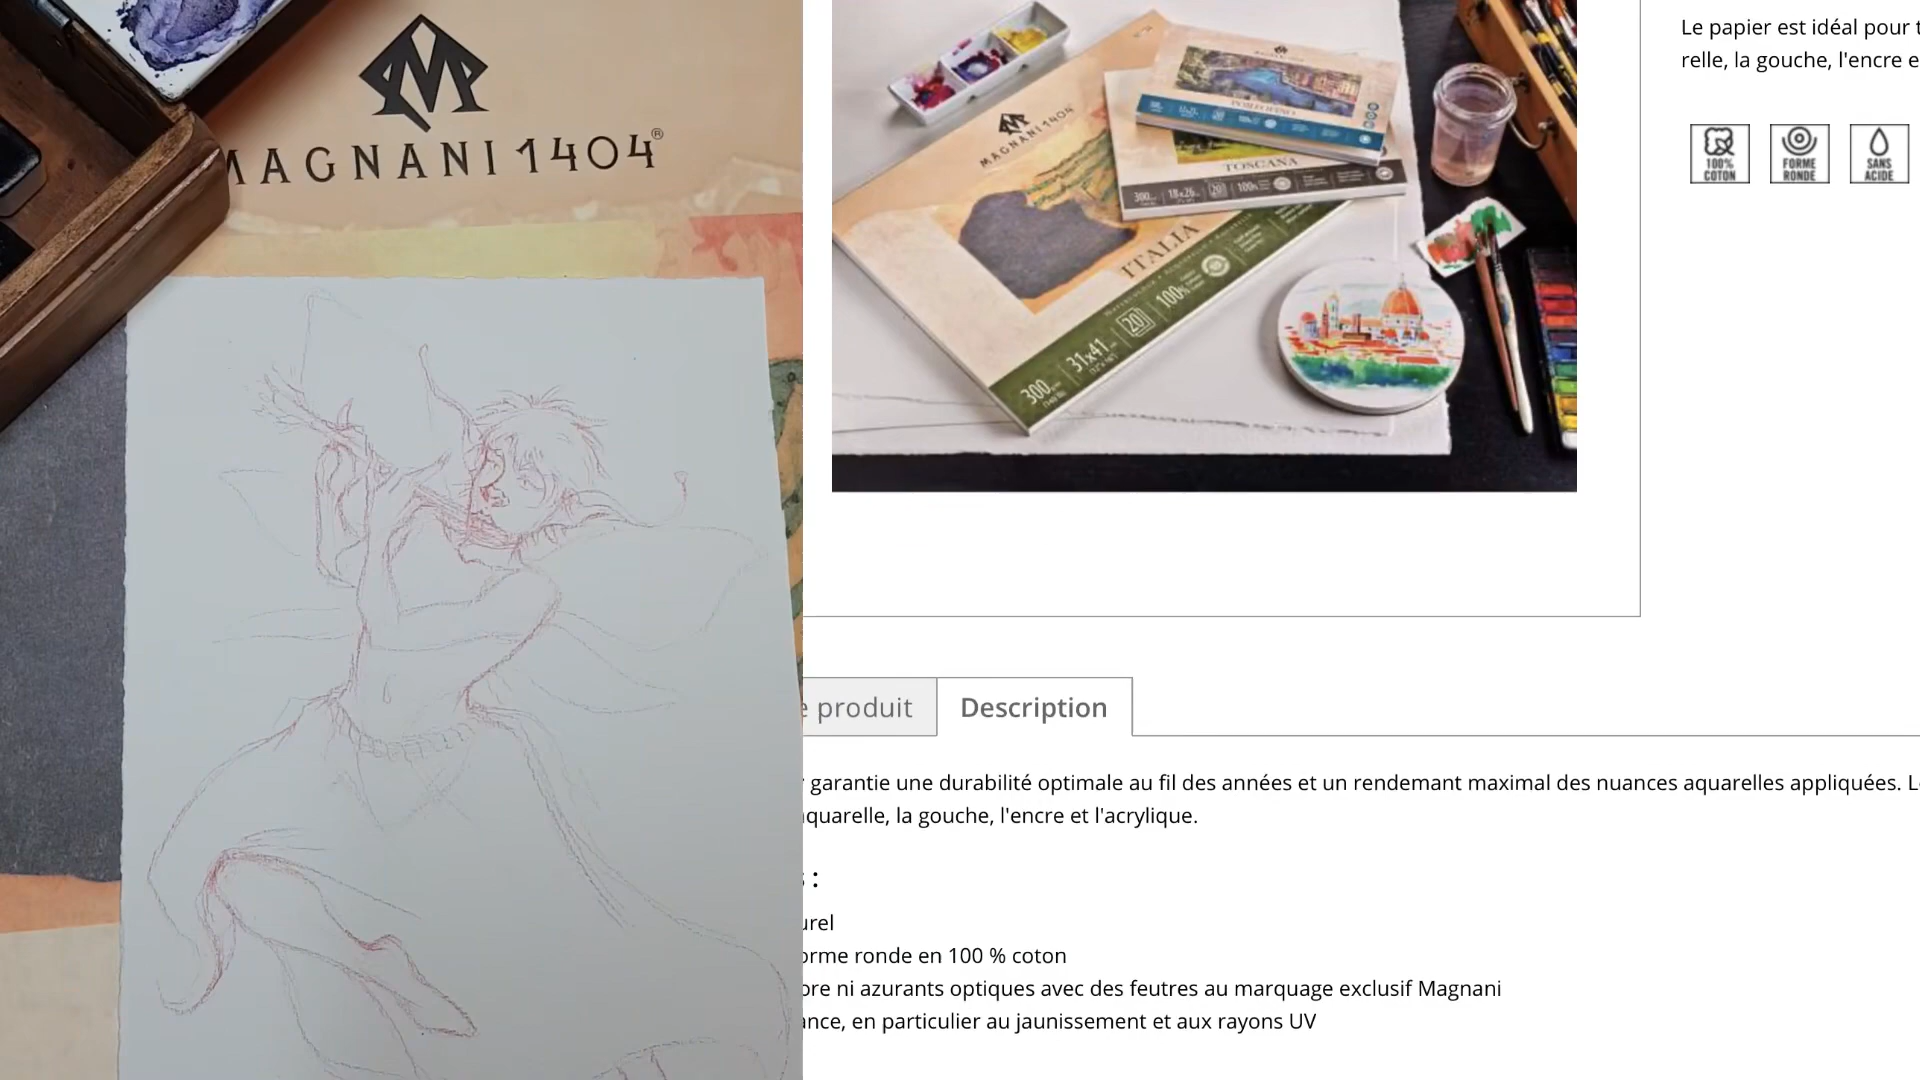 MAGNANI 1404®
MAGNANI 1404
PORTOFINO
TOSCANA
300 18x26 20 100%
ITALIA
300 31x41 20 100%
Le papier est idéal pour t
relle, la gouche, l'encre e
100% COTON
FORME RONDE
SANS ACIDE
e produit
Description
garantie une durabilité optimale au fil des années et un rendemant maximal des nuances aquarelles appliquées. L
quarelle, la gouche, l'encre et l'acrylique.
:
urel
orme ronde en 100 % coton
ore ni azurants optiques avec des feutres au marquage exclusif Magnani
ance, en particulier au jaunissement et aux rayons UV